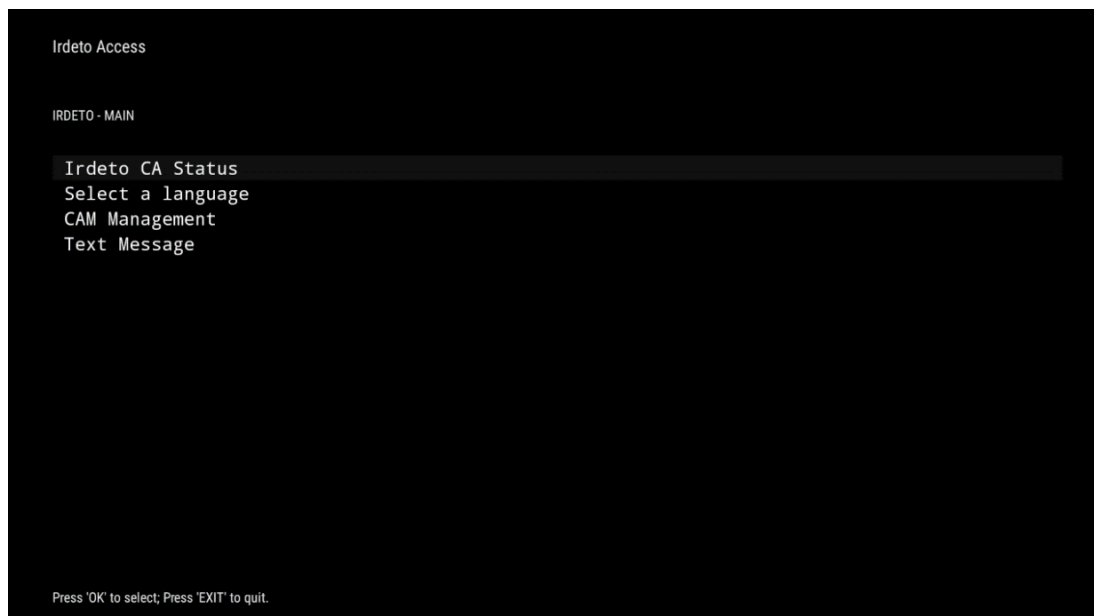 Irdeto Access
IRDETO - MAIN
Irdeto CA Status
Select a language
CAM Management
Text Message
Press 'OK' to select; Press 'EXIT' to quit.